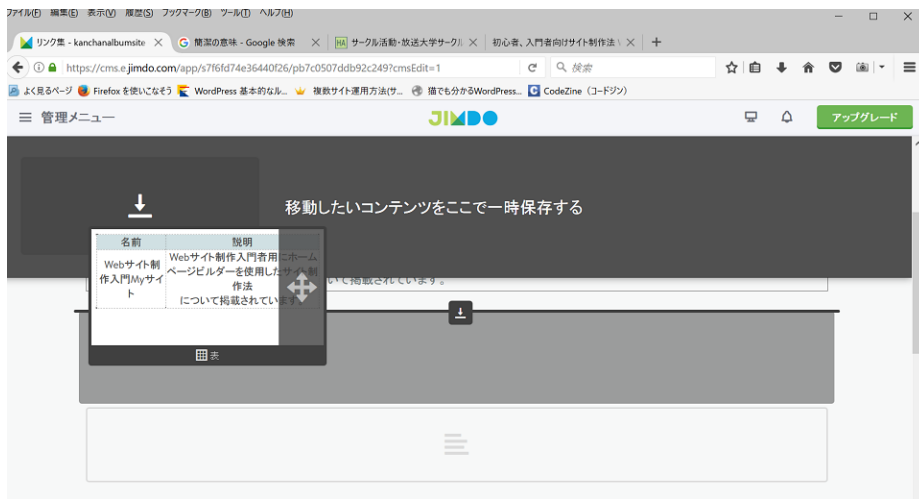 ファイル(F) 編集(E) 表示(V) 履歴(S) ブックマーク(B) ツール(T) ヘルプ(H)
リンク集 - kanchanalbumsite
簡潔の意味 - Google 検索
HA サークル活動・放送大学サークル
初心者、入門者向けサイト制作法 \
https://cms.e.jimdo.com/app/s7f6fd74e36440f26/pb7c0507ddb92c249?cmsEdit=1
検索
よく見るページ Firefox を使いこなそう WordPress 基本的なル... 複数サイト運用方法(サ... 猫でも分かるWordPress... C CodeZine（コードジン）
管理メニュー
JIMDO
アップグレード
移動したいコンテンツをここで一時保存する
名前 説明
Webサイト制作入門Myサイト
Webサイト制作入門者用にホーム
ページビルダーを使用したサイト制
作法
について掲載されています。
いて掲載されています。
表